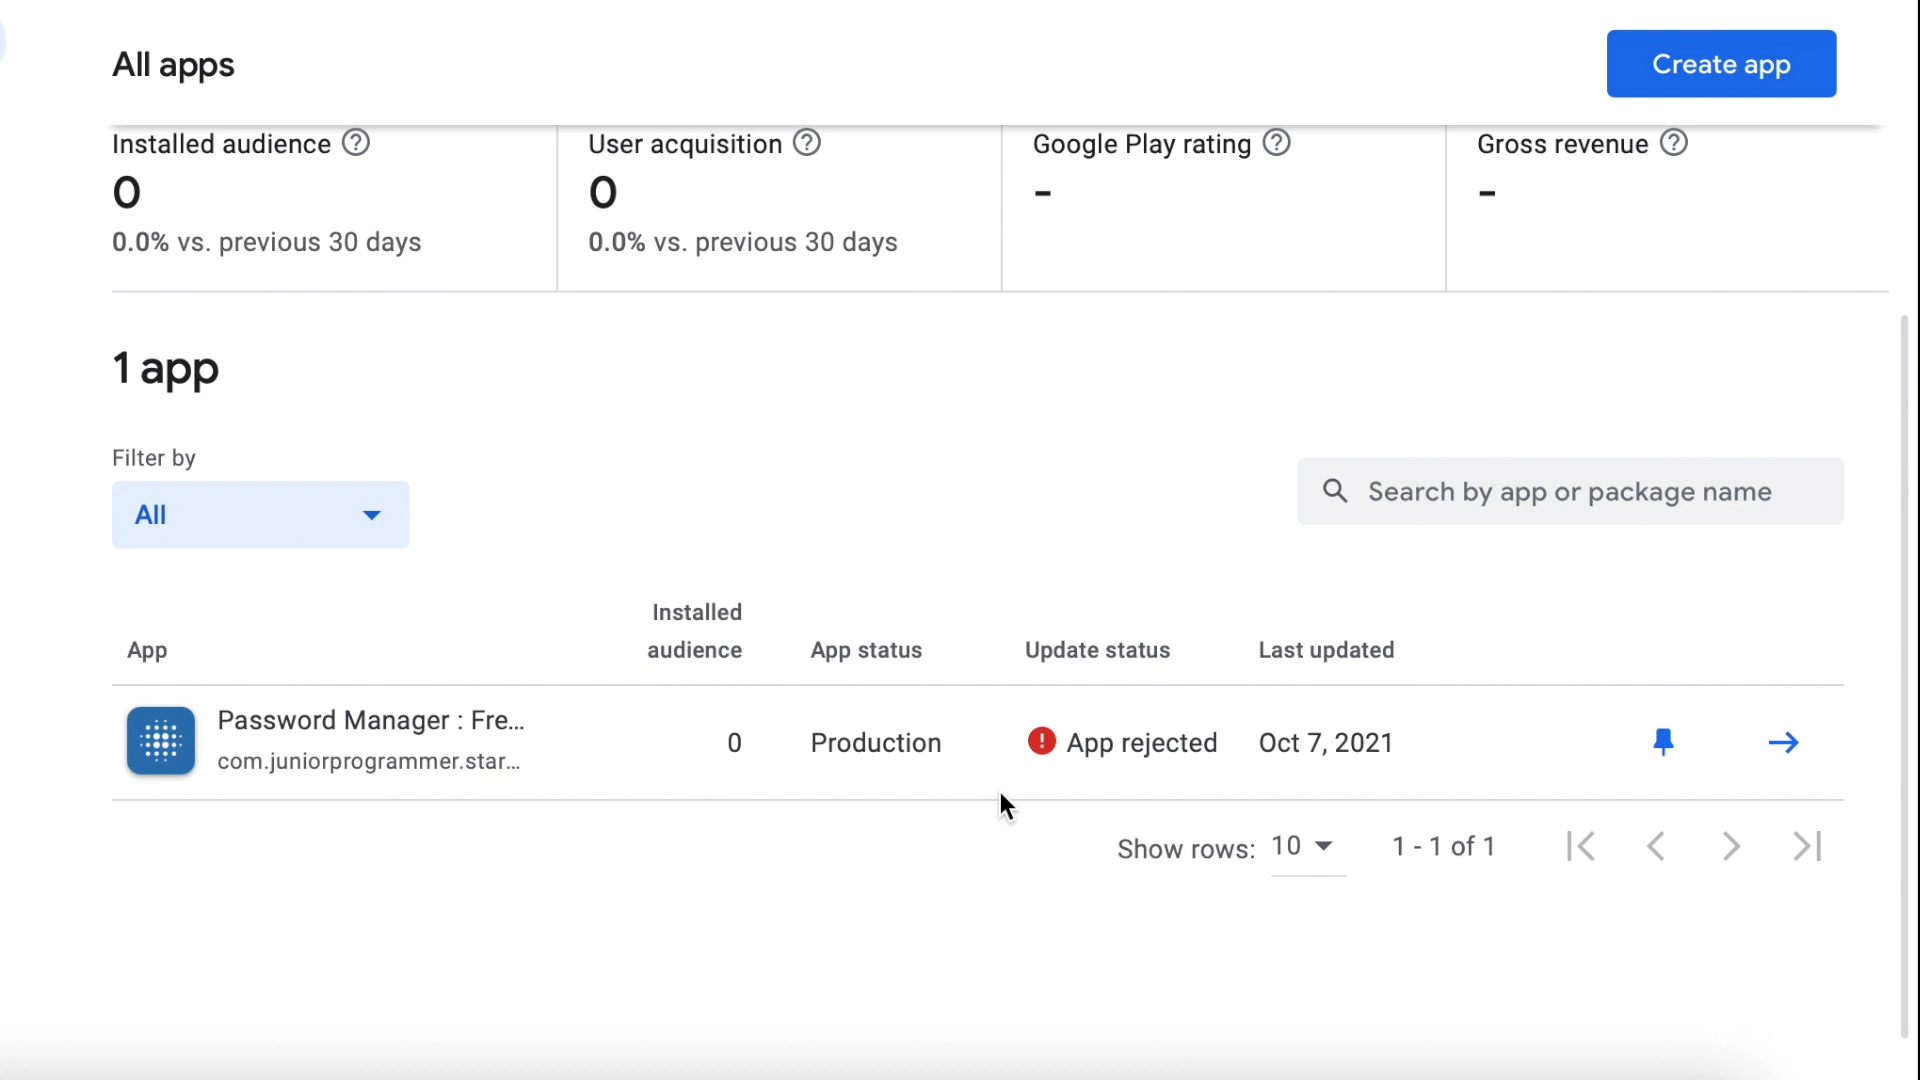 All apps
Create app
Installed audience
User acquisition
Google Play rating
Gross revenue
0
0
-
-
0.0% vs. previous 30 days
0.0% vs. previous 30 days
1 app
Filter by
All
Search by app or package name
App
Installed audience
App status
Update status
Last updated
Password Manager : Fre...
com.juniorprogrammer.star...
0
Production
App rejected
Oct 7, 2021
Show rows: 10
1 - 1 of 1